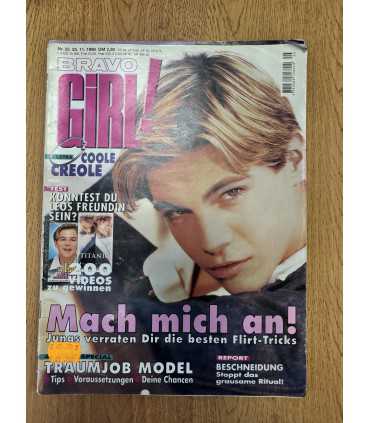 BRAVO
GiRL!
COOLE
CREOLE
TEST
KÖNNTEST DU
LEOS FREUNDIN
SEIN?
TITANIC
200
VIDEOS
zu gewinnen
Mach mich an!
Jungs verraten Dir die besten Flirt-Tricks
SPECIAL
TRAUMJOB MODEL
Tips • Voraussetzungen • Deine Chancen
REPORT
BESCHNEIDUNG
Stoppt das
grausame Ritual!